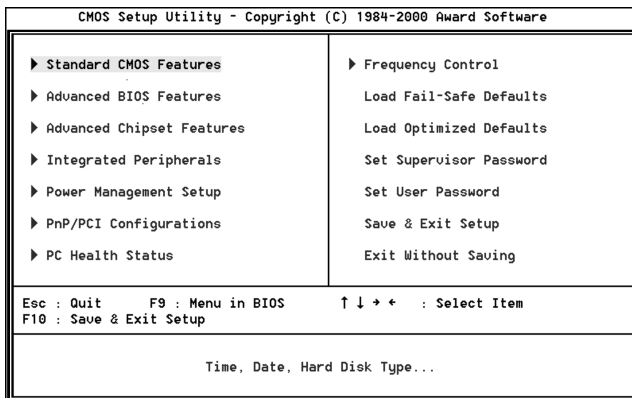 CMOS Setup Utility - Copyright (C) 1984-2000 Award Software
Standard CMOS Features
Advanced BIOS Features
Advanced Chipset Features
Integrated Peripherals
Power Management Setup
PnP/PCI Configurations
PC Health Status
Frequency Control
Load Fail-Safe Defaults
Load Optimized Defaults
Set Supervisor Password
Set User Password
Save & Exit Setup
Exit Without Saving
Esc : Quit F9 : Menu in BIOS ↑ ↓ → ← : Select Item
F10 : Save & Exit Setup
Time, Date, Hard Disk Type...